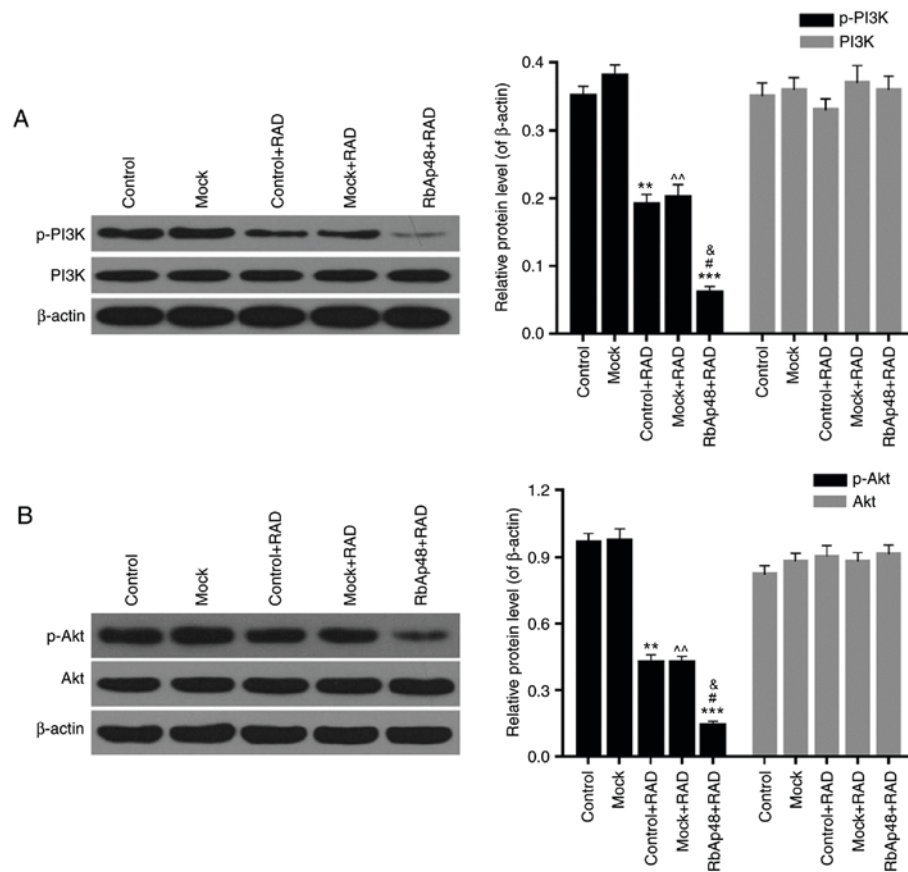 A
Control
Mock
Control+RAD
Mock+RAD
RbAp48+RAD
p-PI3K
PI3K
β-actin
p-PI3K
PI3K
Relative protein level (of β-actin)
0.4
0.3
0.2
0.1
0.0
**
^^
&
#
***
Control
Mock
Control+RAD
Mock+RAD
RbAp48+RAD
Control
Mock
Control+RAD
Mock+RAD
RbAp48+RAD
B
Control
Mock
Control+RAD
Mock+RAD
RbAp48+RAD
p-Akt
Akt
β-actin
p-Akt
Akt
Relative protein level (of β-actin)
1.2
0.9
0.6
0.3
0.0
**
^^
&
#
***
Control
Mock
Control+RAD
Mock+RAD
RbAp48+RAD
Control
Mock
Control+RAD
Mock+RAD
RbAp48+RAD